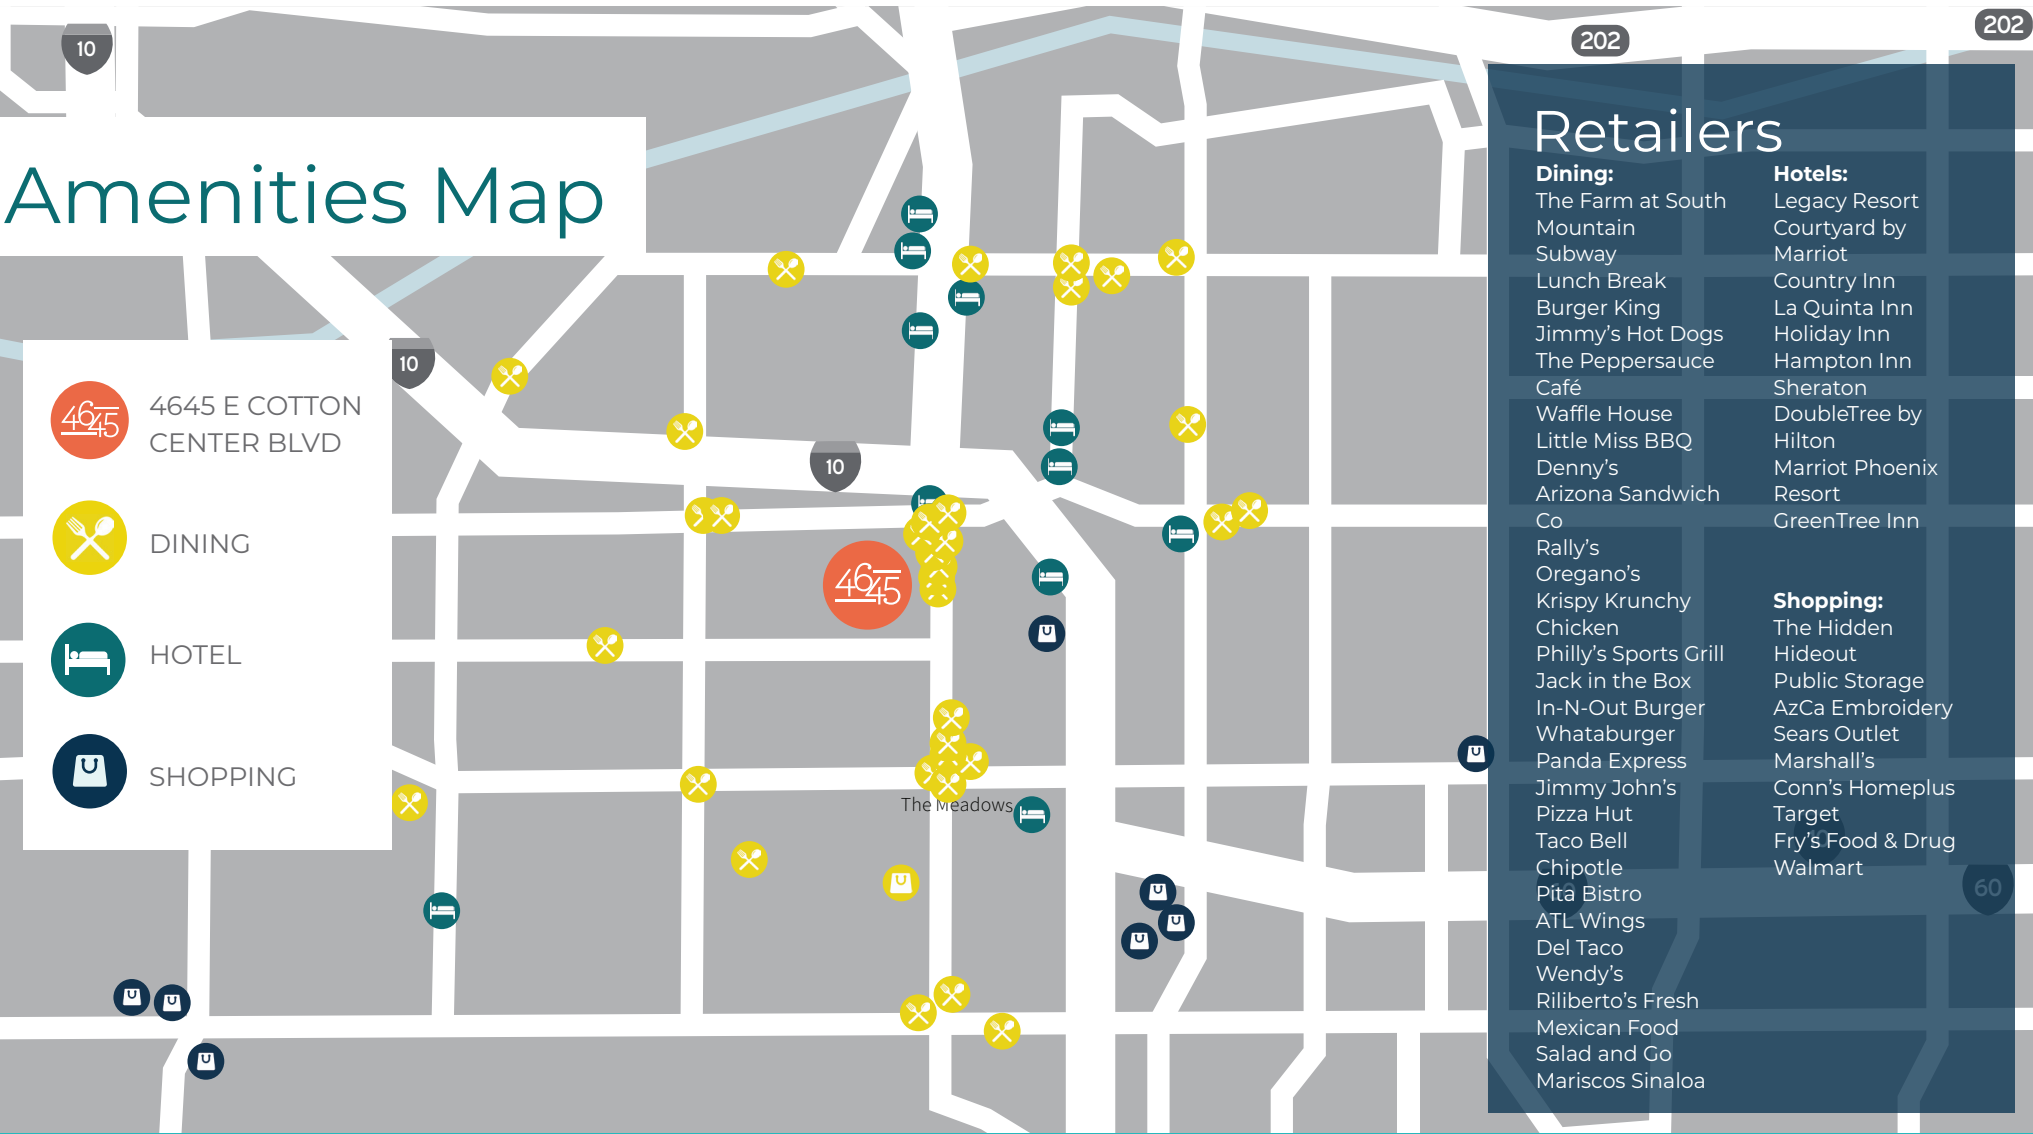 10
202
202
Amenities Map
10
10
4645 E COTTON
CENTER BLVD
DINING
HOTEL
SHOPPING
4645
4645
The Meadows
Retailers
Dining:
The Farm at South
Mountain
Subway
Lunch Break
Burger King
Jimmy’s Hot Dogs
The Peppersauce
Café
Waffle House
Little Miss BBQ
Denny’s
Arizona Sandwich
Co
Rally’s
Oregano’s
Krispy Krunchy
Chicken
Philly’s Sports Grill
Jack in the Box
In-N-Out Burger
Whataburger
Panda Express
Jimmy John’s
Pizza Hut
Taco Bell
Chipotle
Pita Bistro
ATL Wings
Del Taco
Wendy’s
Riliberto’s Fresh
Mexican Food
Salad and Go
Mariscos Sinaloa
Hotels:
Legacy Resort
Courtyard by
Marriot
Country Inn
La Quinta Inn
Holiday Inn
Hampton Inn
Sheraton
DoubleTree by
Hilton
Marriot Phoenix
Resort
GreenTree Inn
Shopping:
The Hidden
Hideout
Public Storage
AzCa Embroidery
Sears Outlet
Marshall’s
Conn’s Homeplus
Target
Fry’s Food & Drug
Walmart
60